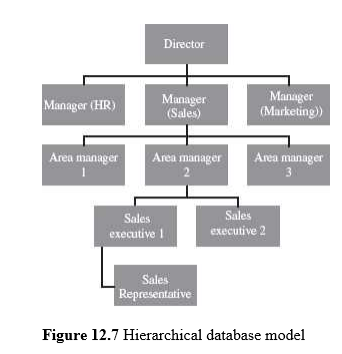 Director
Manager (HR)
Manager
(Sales)
Manager
(Marketing))
Area manager
1
Area manager
2
Area manager
3
Sales
executive 1
Sales
executive 2
Sales
Representative
Figure 12.7 Hierarchical database model